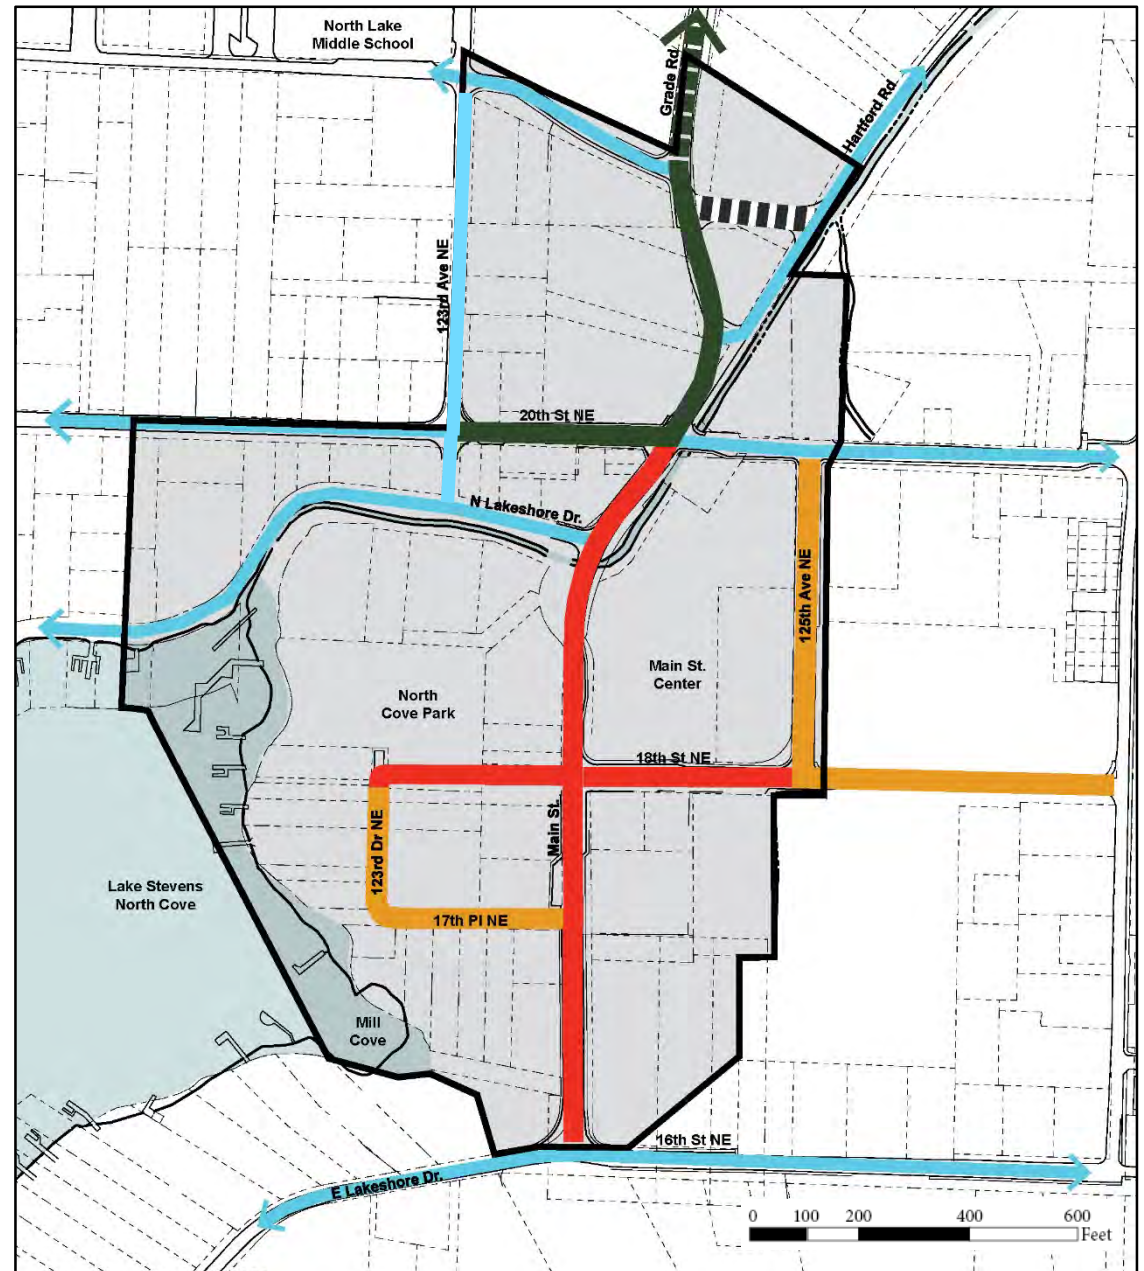 North Lake
Middle School
Grade Rd
Hartford Rd
123rd Ave NE
20th St NE
N Lakeshore Dr.
125th Ave NE
Main St.
Center
North
Cove Park
18th St NE
Main St.
123rd Dr NE
Lake Stevens
North Cove
17th Pl NE
Mill
Cove
16th St NE
E Lakeshore Dr.
0 100 200 400 600
Feet